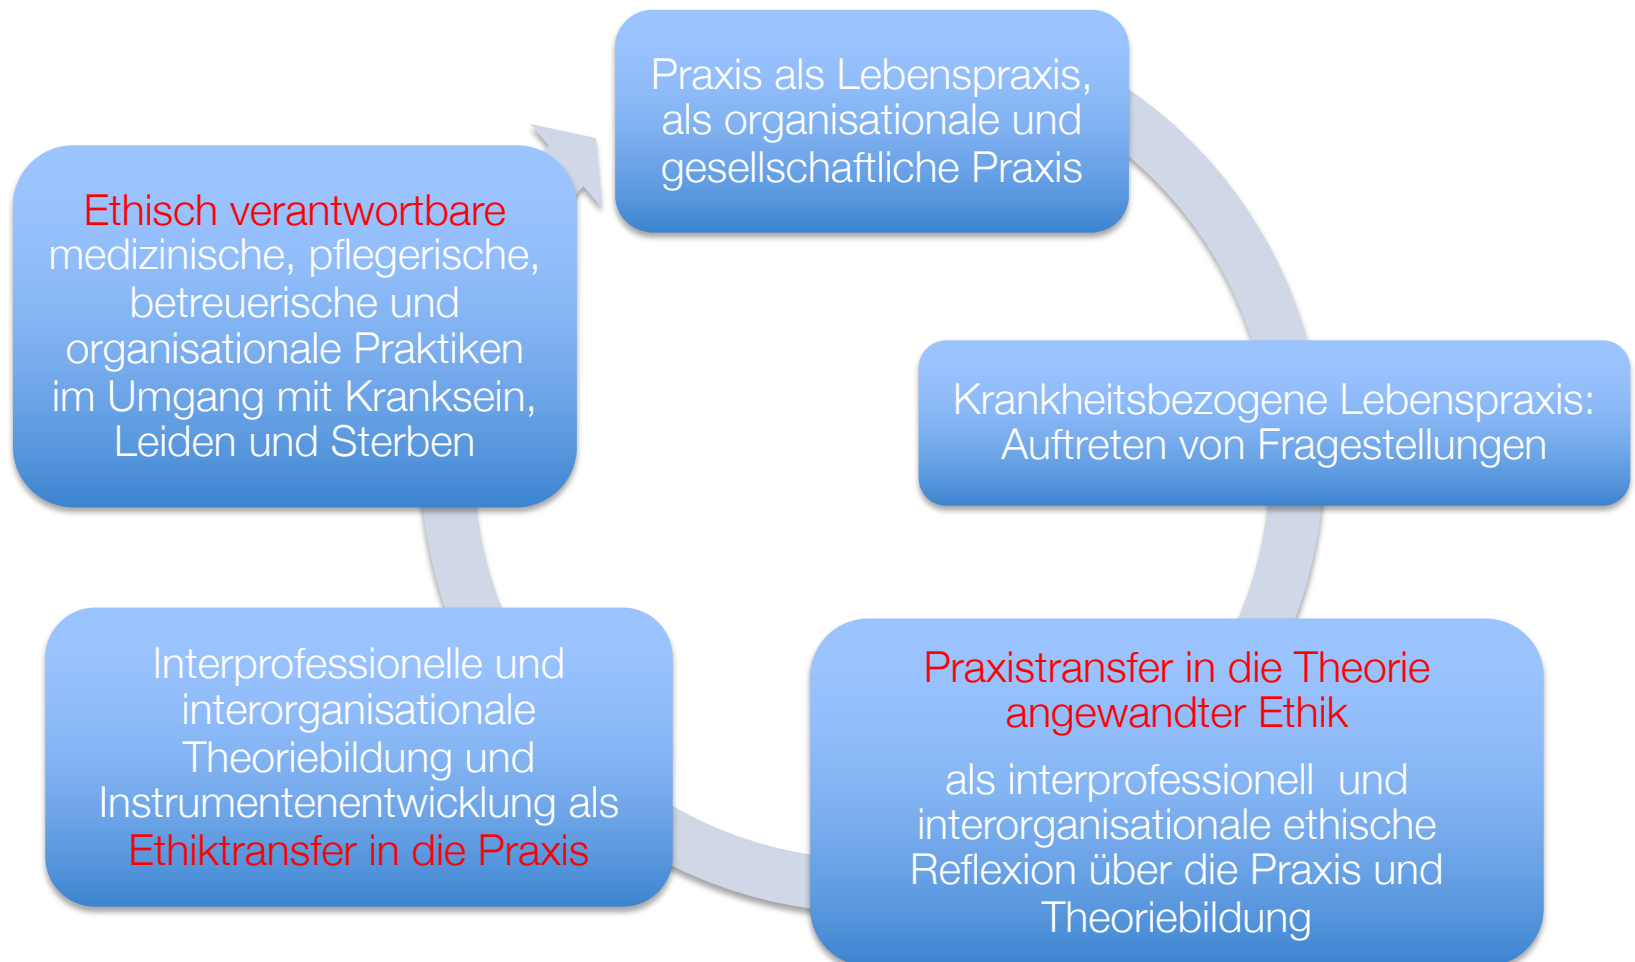 Praxis als Lebenspraxis,
als organisationale und
gesellschaftliche Praxis
Krankheitsbezogene Lebenspraxis:
Auftreten von Fragestellungen
Praxistransfer in die Theorie
angewandter Ethik
als interprofessionell und
interorganisationale ethische
Reflexion über die Praxis und
Theoriebildung
Interprofessionelle und
interorganisationale
Theoriebildung und
Instrumentenentwicklung als
Ethiktransfer in die Praxis
Ethisch verantwortbare
medizinische, pflegerische,
betreuerische und
organisationale Praktiken
im Umgang mit Kranksein,
Leiden und Sterben